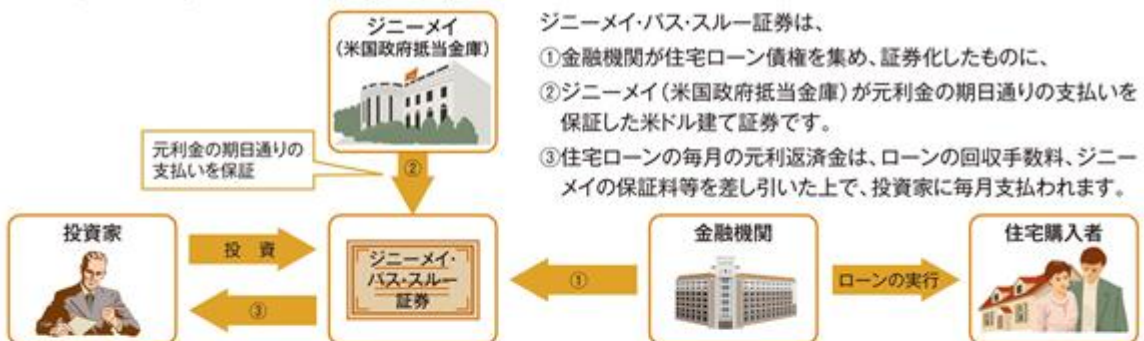 ジニーメイ
(米国政府抵当金庫)
元利金の期日通りの
支払いを保証
②
ジニーメイ・パス・スルー証券は、
①金融機関が住宅ローン債権を集め、証券化したものに、
②ジニーメイ(米国政府抵当金庫)が元利金の期日通りの支払いを
保証した米ドル建て証券です。
③住宅ローンの毎月の元利返済金は、ローンの回収手数料、ジニー
メイの保証料等を差し引いた上で、投資家に毎月支払われます。
投資家
投 資
③
ジニーメイ・
パス・スルー
証券
①
金融機関
ローンの実行
住宅購入者